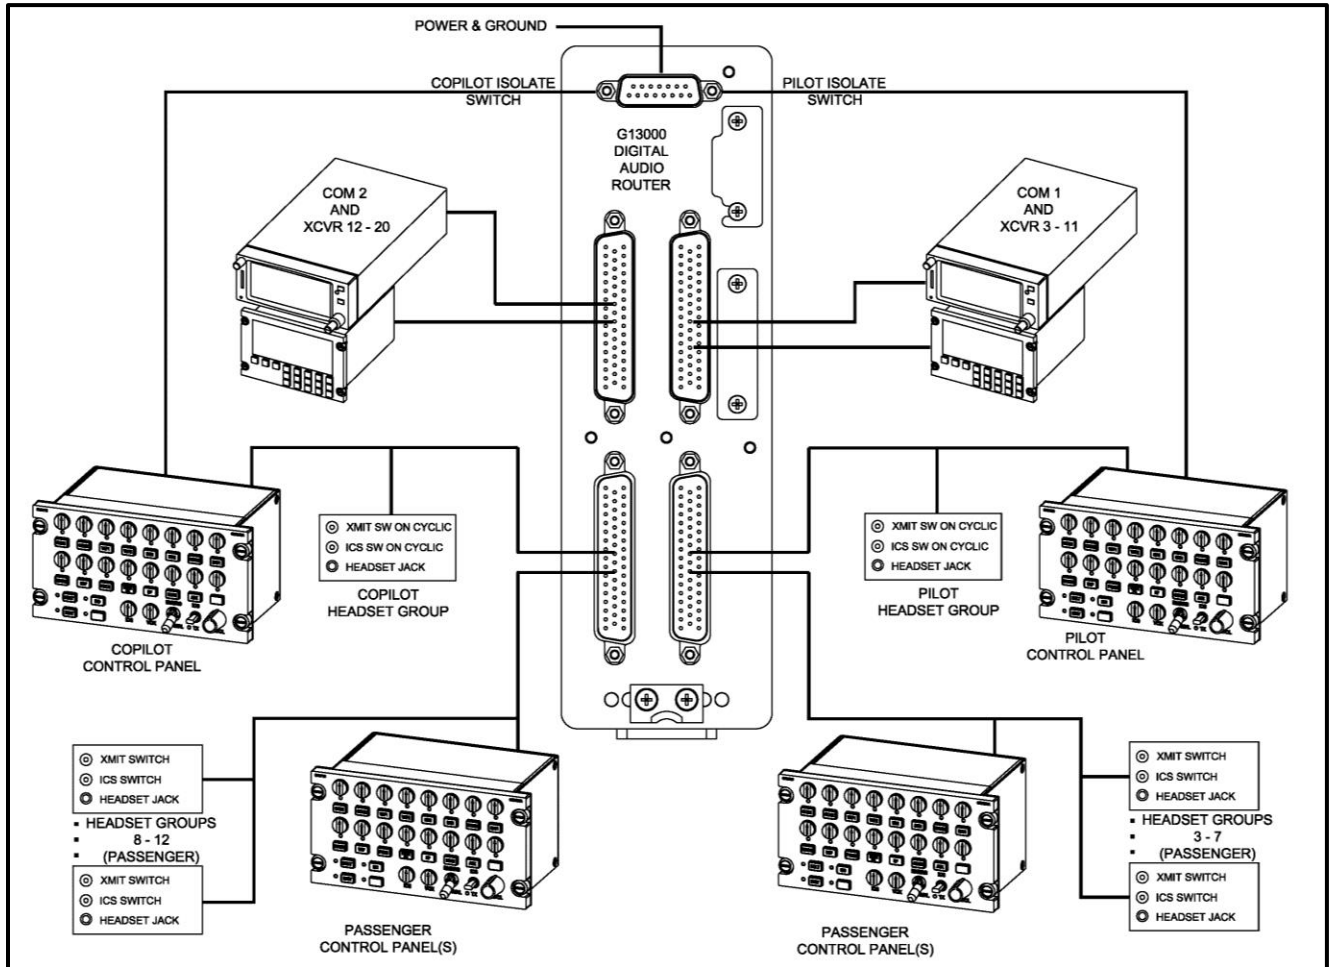 POWER & GROUND
COPILOT ISOLATE
SWITCH
PILOT ISOLATE
SWITCH
G13000
DIGITAL
AUDIO
ROUTER
COM 2
AND
XCVR 12 - 20
COM 1
AND
XCVR 3 - 11
XMIT SW ON CYCLIC
ICS SW ON CYCLIC
HEADSET JACK
COPILOT
HEADSET GROUP
XMIT SW ON CYCLIC
ICS SW ON CYCLIC
HEADSET JACK
PILOT
HEADSET GROUP
COPILOT
CONTROL PANEL
PILOT
CONTROL PANEL
XMIT SWITCH
ICS SWITCH
HEADSET JACK
HEADSET GROUPS
8 - 12
(PASSENGER)
XMIT SWITCH
ICS SWITCH
HEADSET JACK
PASSENGER
CONTROL PANEL(S)
PASSENGER
CONTROL PANEL(S)
XMIT SWITCH
ICS SWITCH
HEADSET JACK
HEADSET GROUPS
3 - 7
(PASSENGER)
XMIT SWITCH
ICS SWITCH
HEADSET JACK